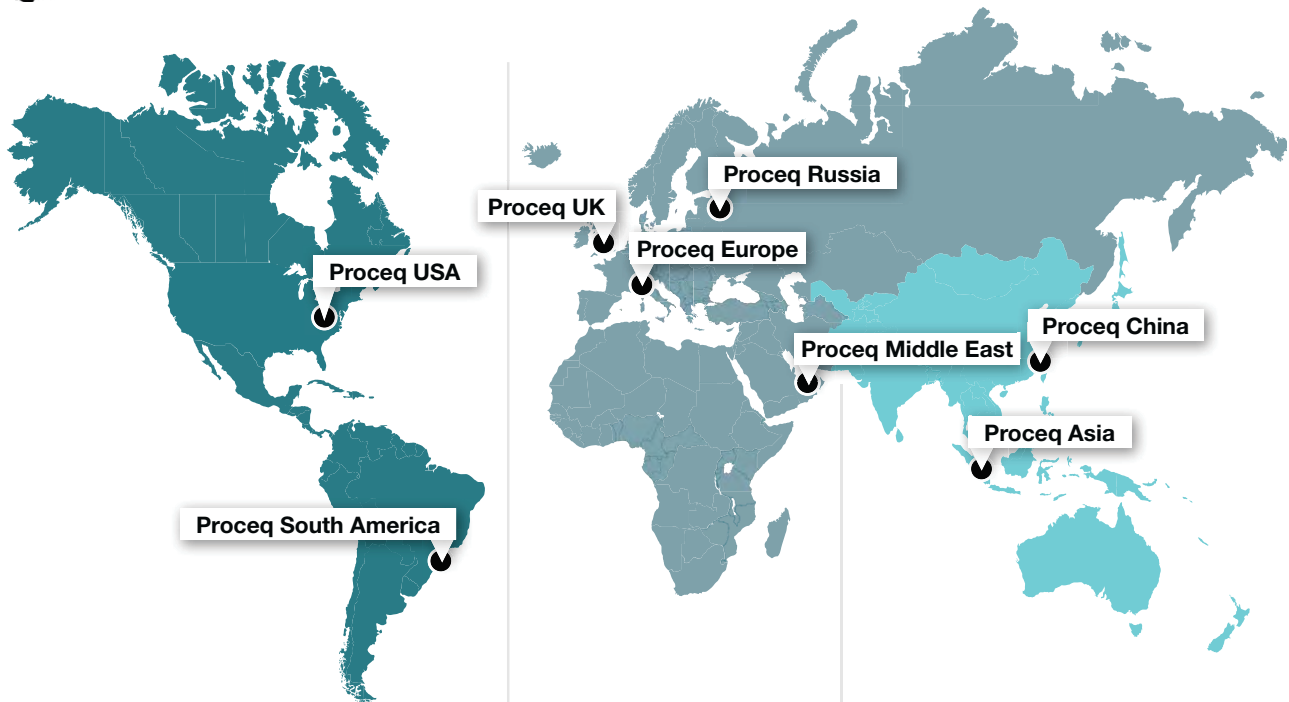 Proceq Russia
Proceq UK
Proceq Europe
Proceq USA
Proceq China
Proceq Middle East
Proceq Asia
Proceq South America